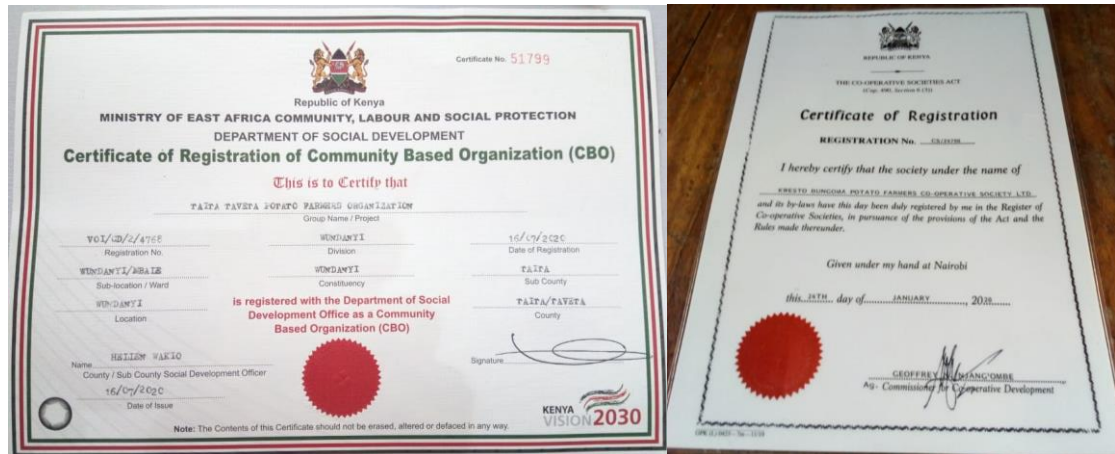 Certificate No. 51799
Republic of Kenya
MINISTRY OF EAST AFRICA COMMUNITY, LABOUR AND SOCIAL PROTECTION
DEPARTMENT OF SOCIAL DEVELOPMENT
Certificate of Registration of Community Based Organization (CBO)
This is to Certify that
TAITA TAVETA POTATO FARMERS ORGANIZATION
Group Name / Project
WUNDANYI 16/07/2020
Registration No. Division Date of Registration
WUNDANYI TAITA
Sub-location / Ward Constituency Sub County
WUNDANYI TAITA/TAVETA
Location County
is registered with the Department of Social
Development Office as a Community
Based Organization (CBO)
WAKIO
Name Signature
County / Sub County Social Development Officer
16/07/2020
Date of Issue
KENYA
VISION 2030
Note: The Contents of this Certificate should not be erased, altered or defaced in any way.
REPUBLIC OF KENYA
THE CO-OPERATIVE SOCIETIES ACT
Certificate of Registration
REGISTRATION No.
I hereby certify that the society under the name of
POTATO FARMERS CO-OPERATIVE SOCIETY LTD.
and its by-laws have this day been duly registered by me in the Register of
Co-operative Societies, in pursuance of the provisions of the Act and the
Rules made thereunder.
Given under my hand at Nairobi
this day of JANUARY
GEOFFREY
Ag. Commissioner for Co-operative Development